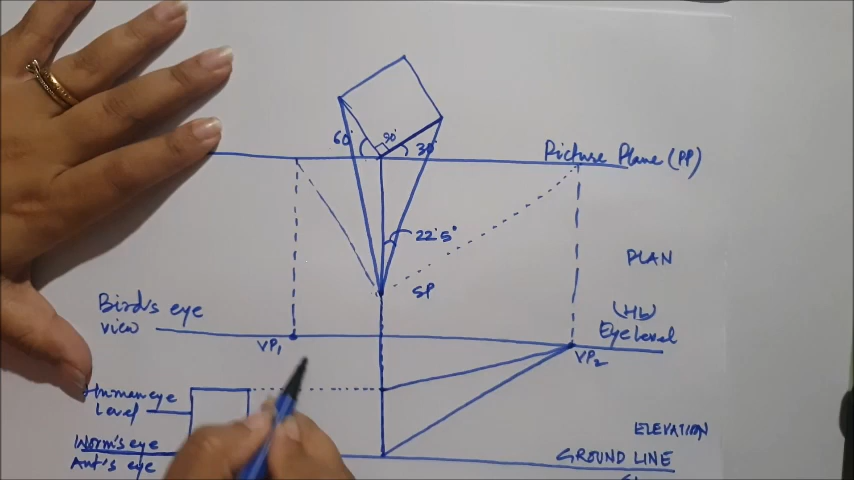 60°
90°
30°
Picture Plane (PP)
22.5°
SP
PLAN
Bird's eye
view
(HL)
Eye level
VP₁
VP₂
Human eye
Level
Worm's eye
Ant's eye
ELEVATION
GROUND LINE